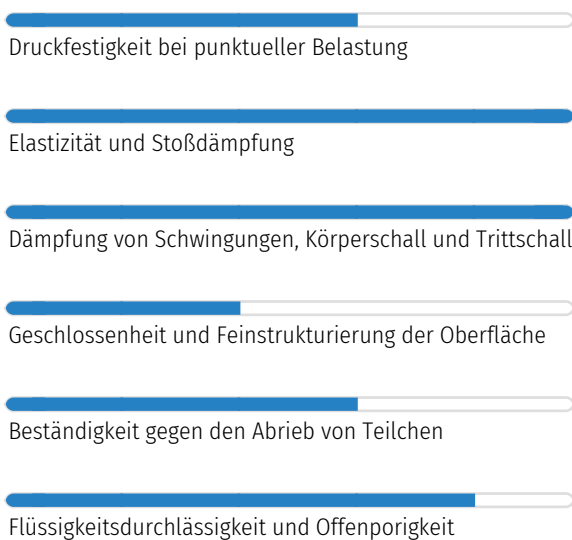 Druckfestigkeit bei punktueller Belastung
Elastizität und Stoßdämpfung
Dämpfung von Schwingungen, Körperschall und Trittschall
Geschlossenheit und Feinstrukturierung der Oberfläche
Beständigkeit gegen den Abrieb von Teilchen
Flüssigkeitsdurchlässigkeit und Offenporigkeit